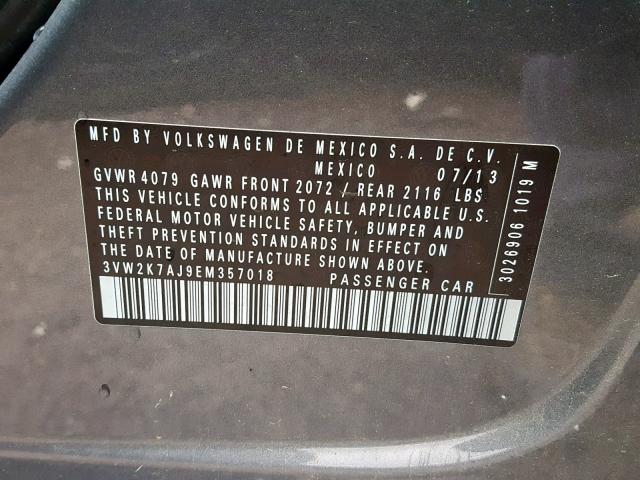 MFD BY VOLKSWAGEN DE MEXICO S.A. DE C.V.
MEXICO 07/13
GVWR 4079 GAWR FRONT 2072 / REAR 2116 LBS
THIS VEHICLE CONFORMS TO ALL APPLICABLE U.S.
FEDERAL MOTOR VEHICLE SAFETY, BUMPER AND
THEFT PREVENTION STANDARDS IN EFFECT ON
THE DATE OF MANUFACTURE SHOWN ABOVE.
3VW2K7AJ9EM357018 PASSENGER CAR
3026906 1019 M